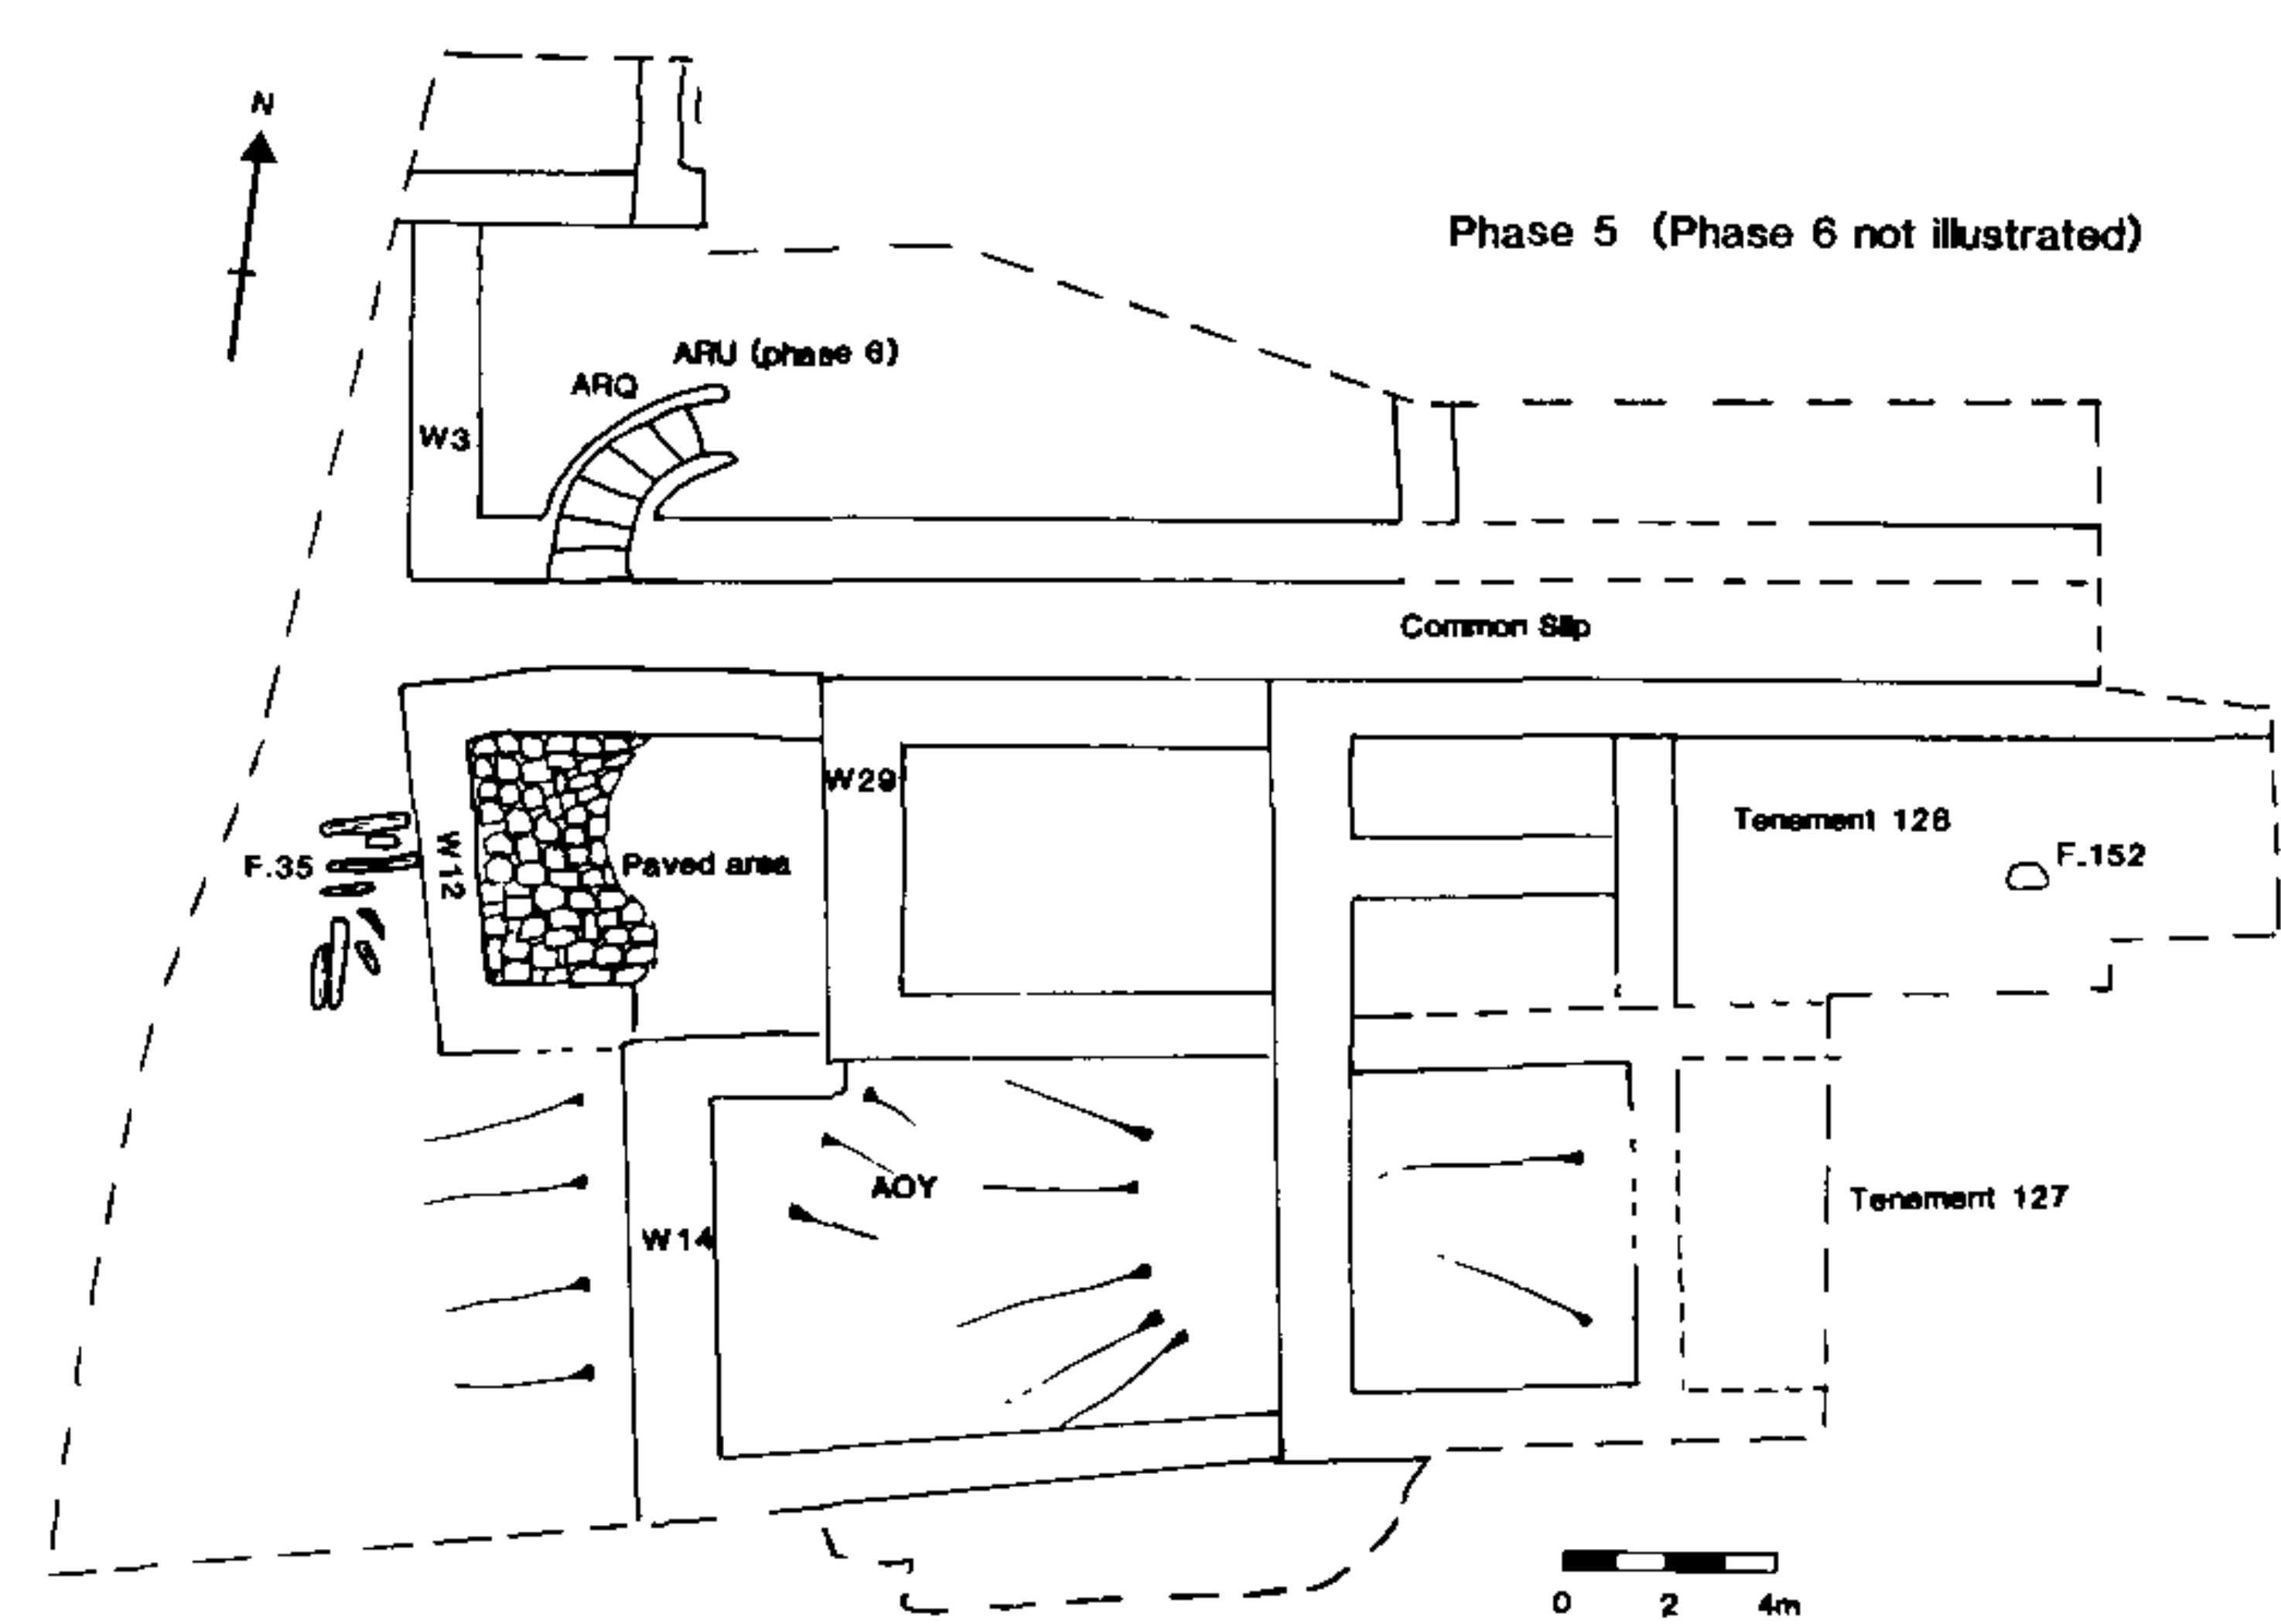 N
Phase 5 (Phase 6 not illustrated)
ARU (phase 6)
ARQ
W3
Common Slip
W29
Tenement 126
W12
F.35
Paved area
F.152
AOY
Tenement 127
W14
0 2 4m